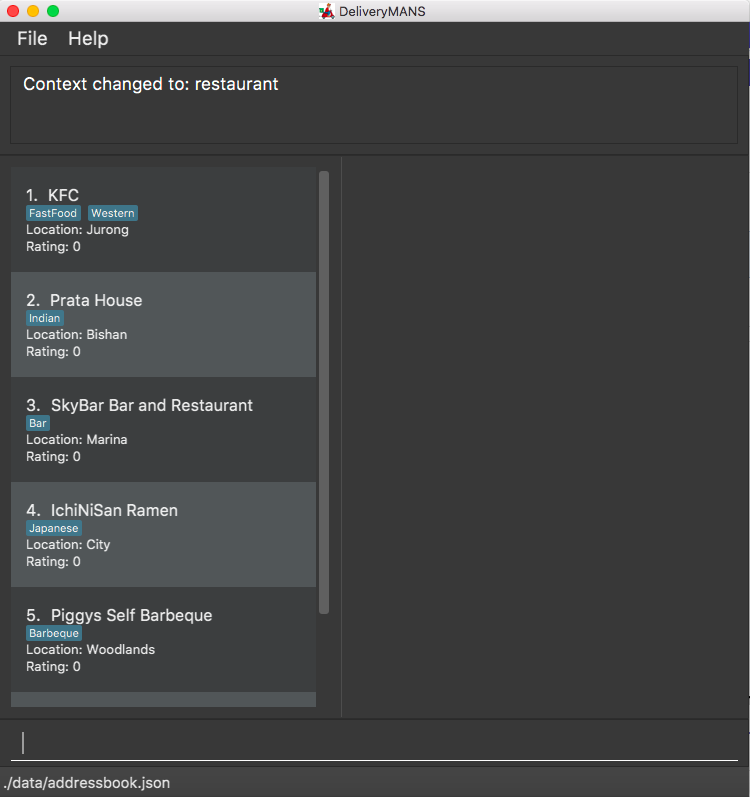 DeliveryMANS
File Help
Context changed to: restaurant
1. KFC
FastFood Western
Location: Jurong
Rating: 0
2. Prata House
Indian
Location: Bishan
Rating: 0
3. SkyBar Bar and Restaurant
Bar
Location: Marina
Rating: 0
4. IchiNiSan Ramen
Japanese
Location: City
Rating: 0
5. Piggys Self Barbeque
Barbeque
Location: Woodlands
Rating: 0
./data/addressbook.json